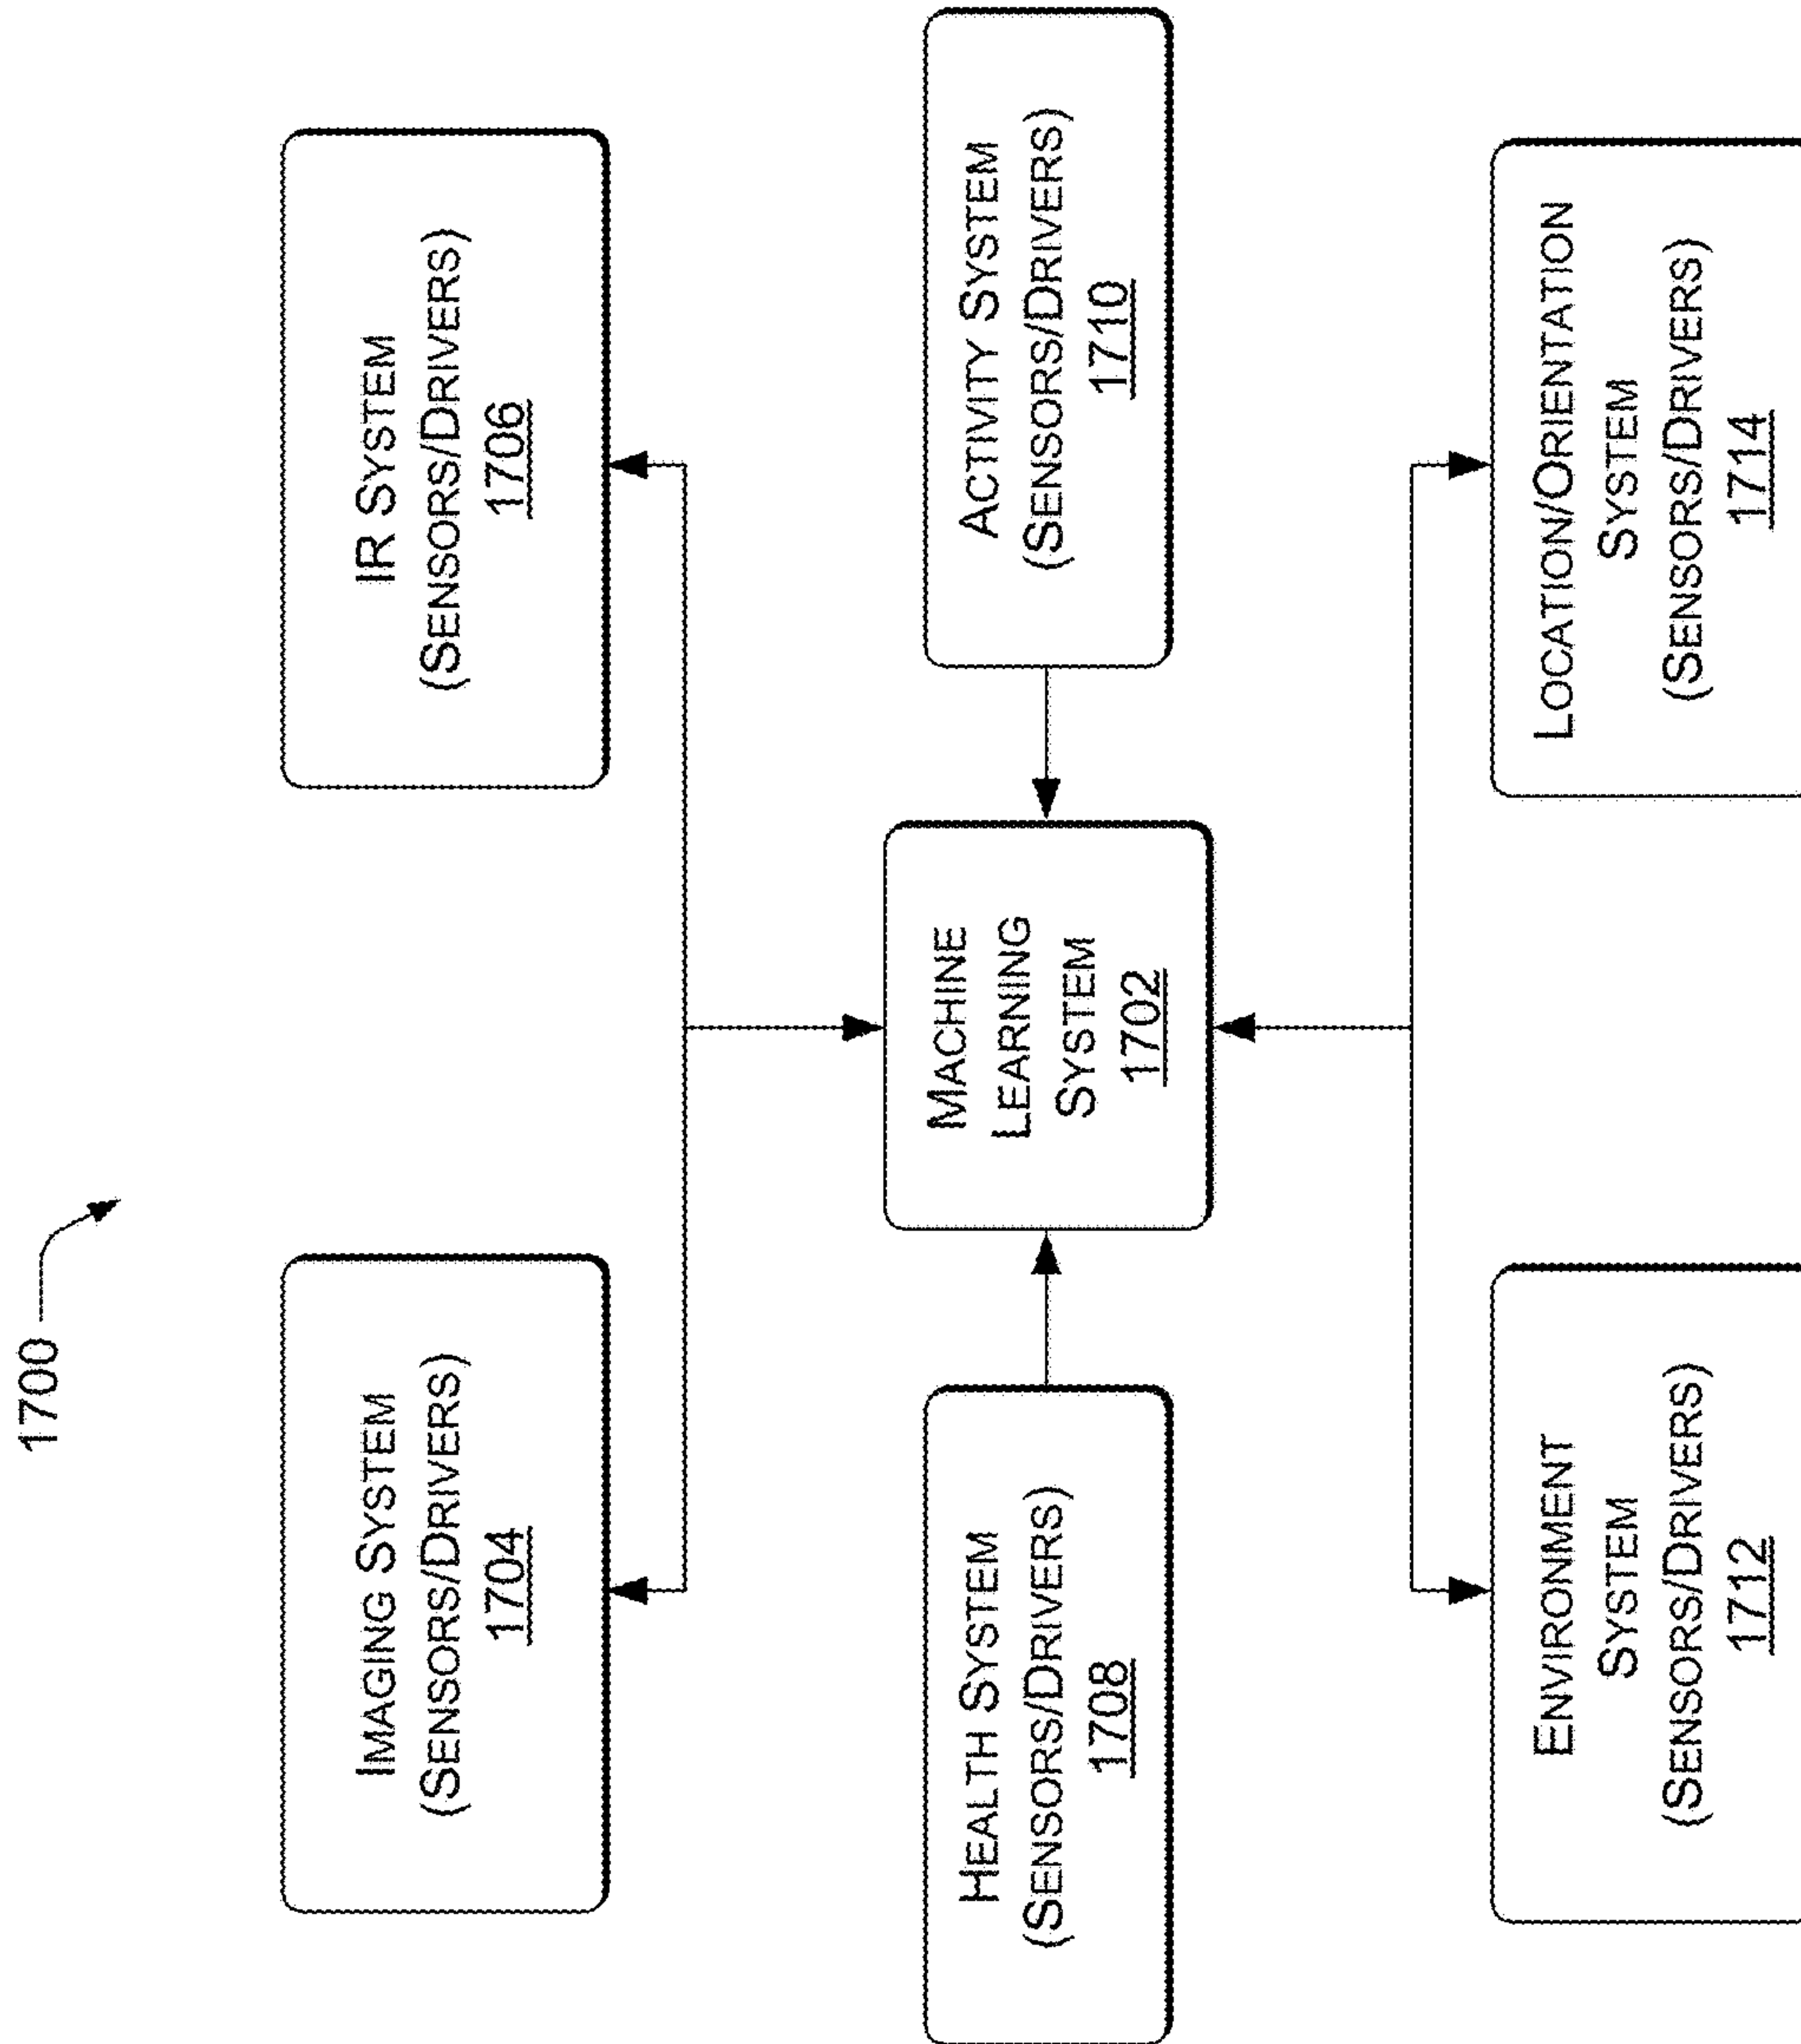 1700
IMAGING SYSTEM
(SENSORS/DRIVERS)
1704
IR SYSTEM
(SENSORS/DRIVERS)
1706
HEALTH SYSTEM
(SENSORS/DRIVERS)
1708
MACHINE
LEARNING
SYSTEM
1702
ACTIVITY SYSTEM
(SENSORS/DRIVERS)
1710
ENVIRONMENT
SYSTEM
(SENSORS/DRIVERS)
1712
LOCATION/ORIENTATION
SYSTEM
(SENSORS/DRIVERS)
1714